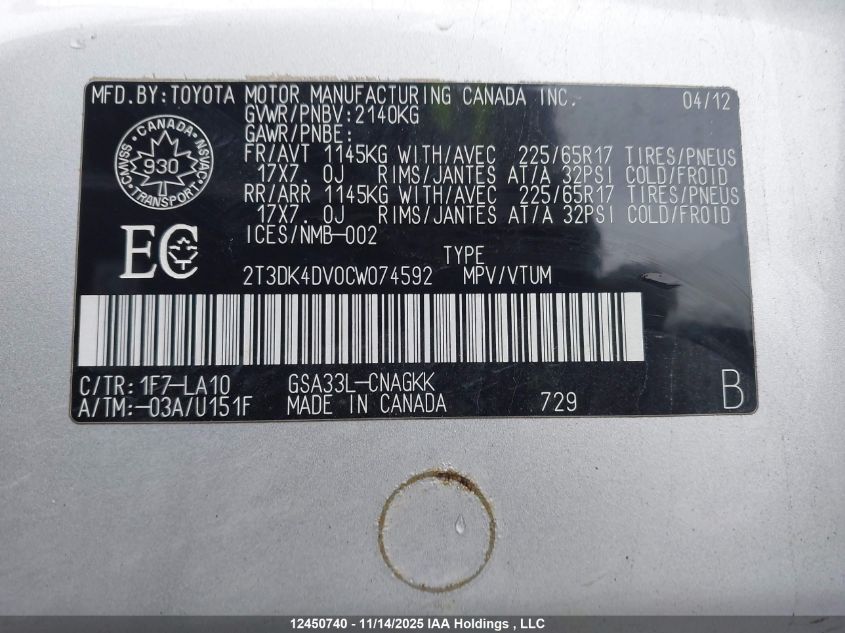 MFD.BY:TOYOTA MOTOR MANUFACTURING CANADA INC. 04/12
GVWR/PNBV:2140KG
GAWR/PNBE:
FR/AVT 1145KG WITH/AVEC 225/65R17 TIRES/PNEUS
17X7.0J RIMS/JANTES AT/A 32PSI COLD/FROID
RR/ARR 1145KG WITH/AVEC 225/65R17 TIRES/PNEUS
17X7.0J RIMS/JANTES AT/A 32PSI COLD/FROID
CANADA
CMVSS 930 NSVAC
TRANSPORT
ICES/NMB-002
EC
TYPE
2T3DK4DV0CW074592 MPV/VTUM
C/TR:1F7-LA10 GSA33L-CNAGKK
A/TM:-03A/U151F MADE IN CANADA 729 B
12450740 - 11/14/2025 IAA Holdings , LLC